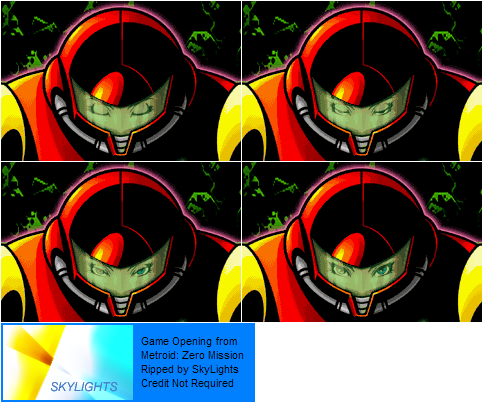 SKYLIGHTS
Game Opening from
Metroid: Zero Mission
Ripped by SkyLights
Credit Not Required